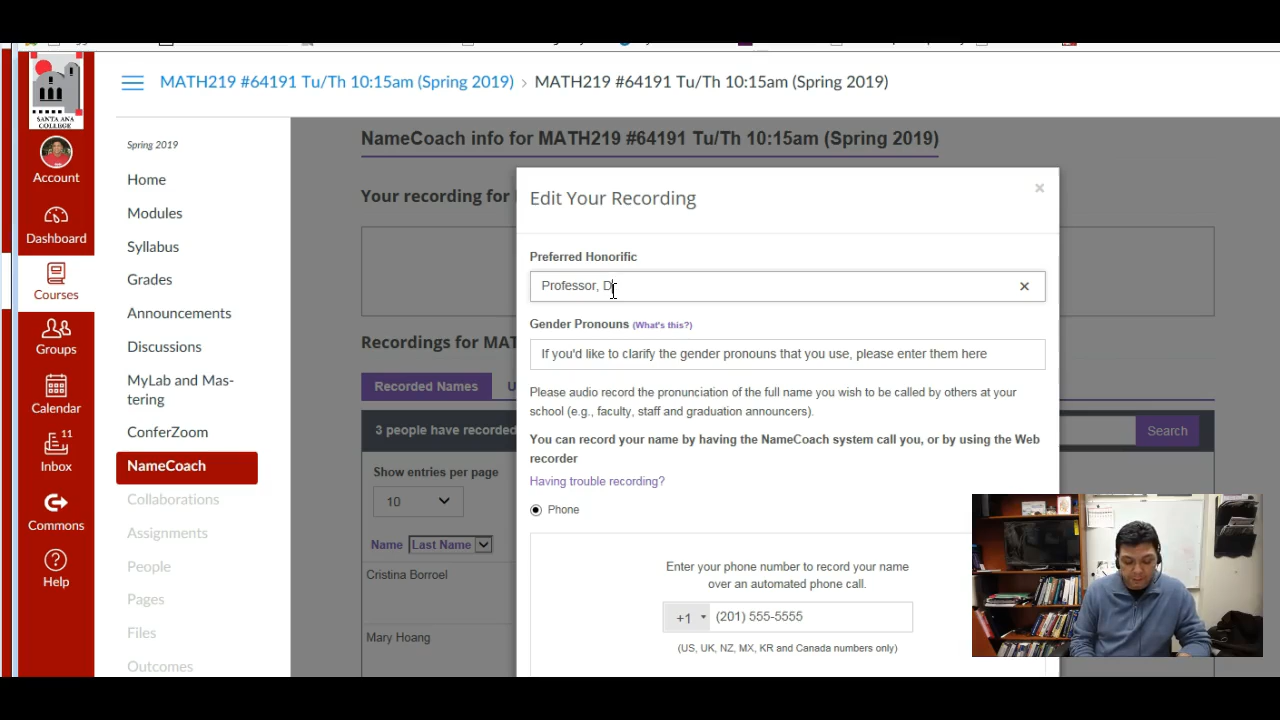 SANTA ANA
COLLEGE
Account
Dashboard
Courses
Groups
Calendar
11
Inbox
Commons
Help
MATH219 #64191 Tu/Th 10:15am (Spring 2019) › MATH219 #64191 Tu/Th 10:15am (Spring 2019)
Spring 2019
Home
Modules
Syllabus
Grades
Announcements
Discussions
MyLab and Mas-
tering
ConferZoom
NameCoach
Collaborations
Assignments
People
Pages
Files
Outcomes
NameCoach info for MATH219 #64191 Tu/Th 10:15am (Spring 2019)
Your recording for
Recordings for MAT
Recorded Names
U
3 people have recorded
Search
Show entries per page
10
Name Last Name
Cristina Borroel
Mary Hoang
Edit Your Recording
×
Preferred Honorific
Professor, D
×
Gender Pronouns (What's this?)
If you'd like to clarify the gender pronouns that you use, please enter them here
Please audio record the pronunciation of the full name you wish to be called by others at your
school (e.g., faculty, staff and graduation announcers).
You can record your name by having the NameCoach system call you, or by using the Web
recorder
Having trouble recording?
Phone
Enter your phone number to record your name
over an automated phone call.
+1 (201) 555-5555
(US, UK, NZ, MX, KR and Canada numbers only)